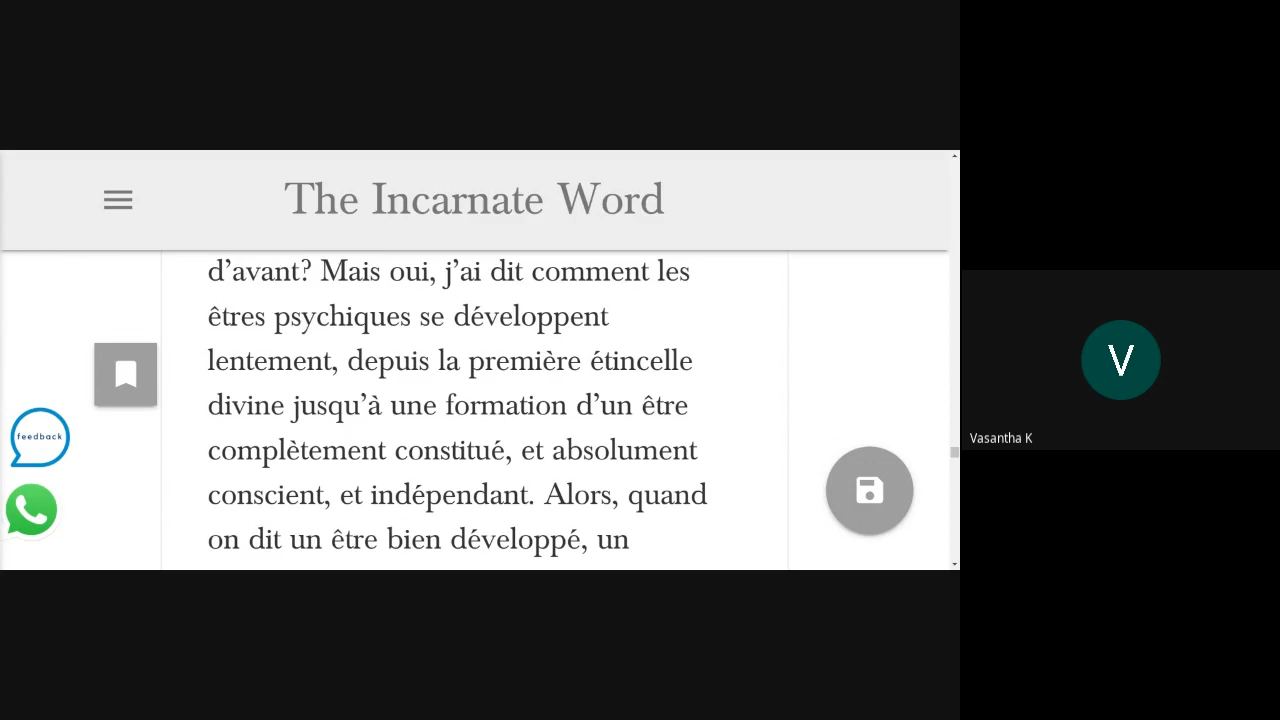 The Incarnate Word
d’avant? Mais oui, j’ai dit comment les
êtres psychiques se développent
lentement, depuis la première étincelle
divine jusqu’à une formation d’un être
complètement constitué, et absolument
conscient, et indépendant. Alors, quand
on dit un être bien développé, un
feedback
V
Vasantha K